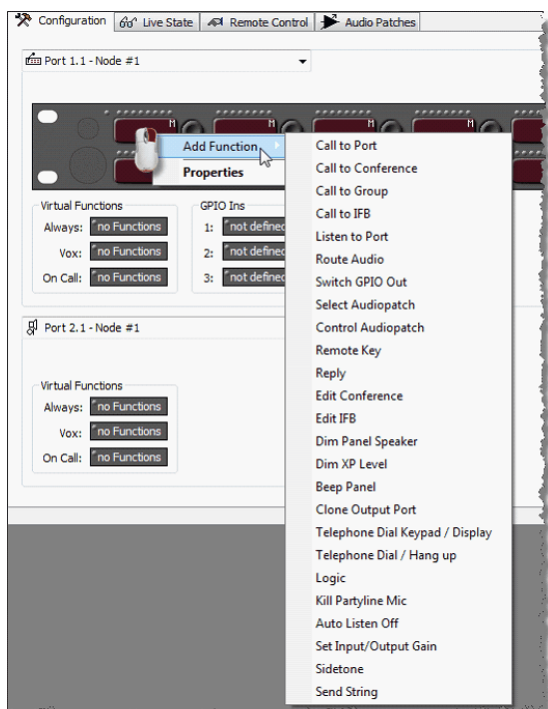 Configuration Live State Remote Control Audio Patches
Port 1.1 - Node #1
M M M M
Add Function
Properties
Virtual Functions
Always: no Functions
Vox: no Functions
On Call: no Functions
GPIO Ins
1: not defined
2: not defined
3: not defined
Port 2.1 - Node #1
Virtual Functions
Always: no Functions
Vox: no Functions
On Call: no Functions
Call to Port
Call to Conference
Call to Group
Call to IFB
Listen to Port
Route Audio
Switch GPIO Out
Select Audiopatch
Control Audiopatch
Remote Key
Reply
Edit Conference
Edit IFB
Dim Panel Speaker
Dim XP Level
Beep Panel
Clone Output Port
Telephone Dial Keypad / Display
Telephone Dial / Hang up
Logic
Kill Partyline Mic
Auto Listen Off
Set Input/Output Gain
Sidetone
Send String